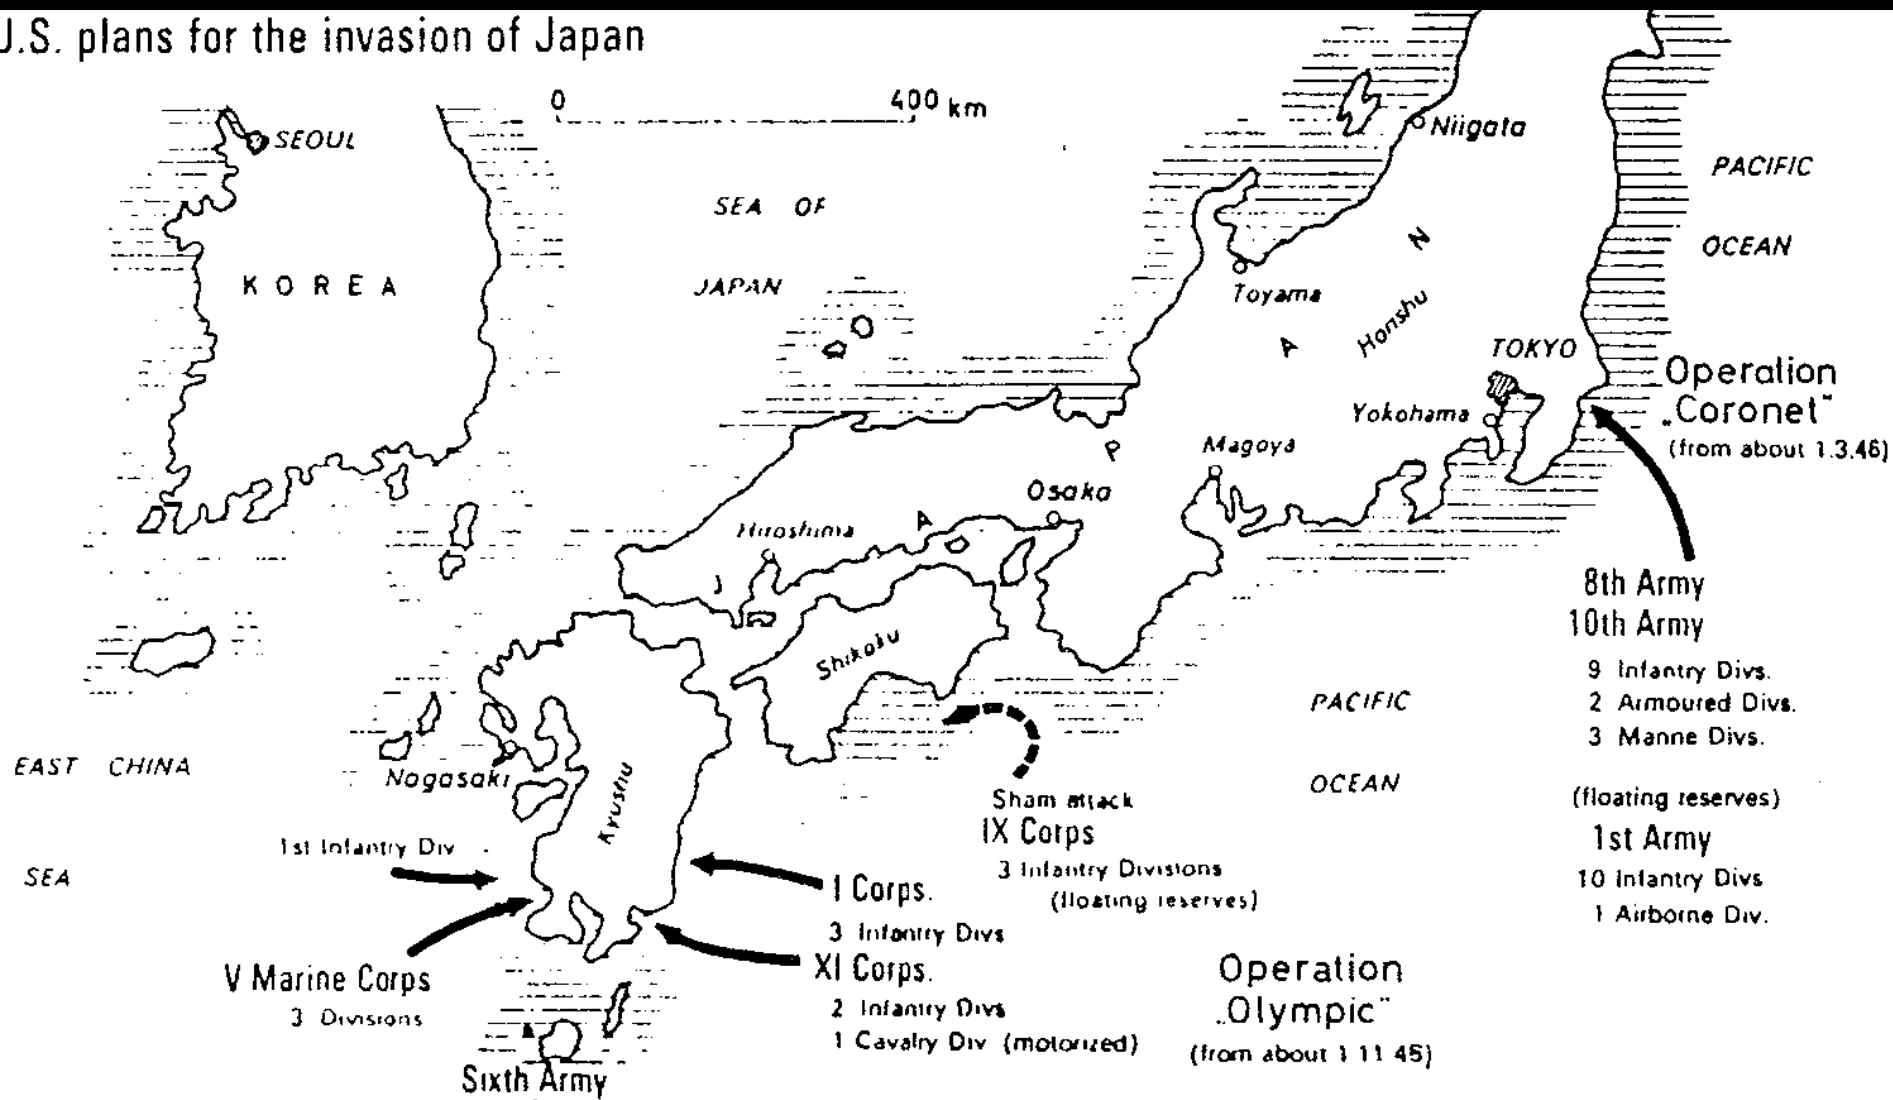 J.S. plans for the invasion of Japan
0 400 km
SEOUL
KOREA
SEA OF
JAPAN
Niigata
PACIFIC
OCEAN
Toyama
JAPAN
Honshu
TOKYO
Yokohama
Operation
„Coronet"
(from about 1.3.46)
Magoya
Osaka
Hiroshima
Shikoku
Kyushu
Nagasaki
EAST CHINA
SEA
8th Army
10th Army
9 Infantry Divs.
2 Armoured Divs.
3 Manne Divs.
(floating reserves)
1st Army
10 Infantry Divs
1 Airborne Div.
PACIFIC
OCEAN
Sham attack
IX Corps
3 Infantry Divisions
(floating reserves)
1st Infantry Div
I Corps.
3 Infantry Divs
XI Corps.
2 Infantry Divs
1 Cavalry Div (motorized)
V Marine Corps
3 Divisions
Sixth Army
Operation
„Olympic"
(from about 1 11 45)